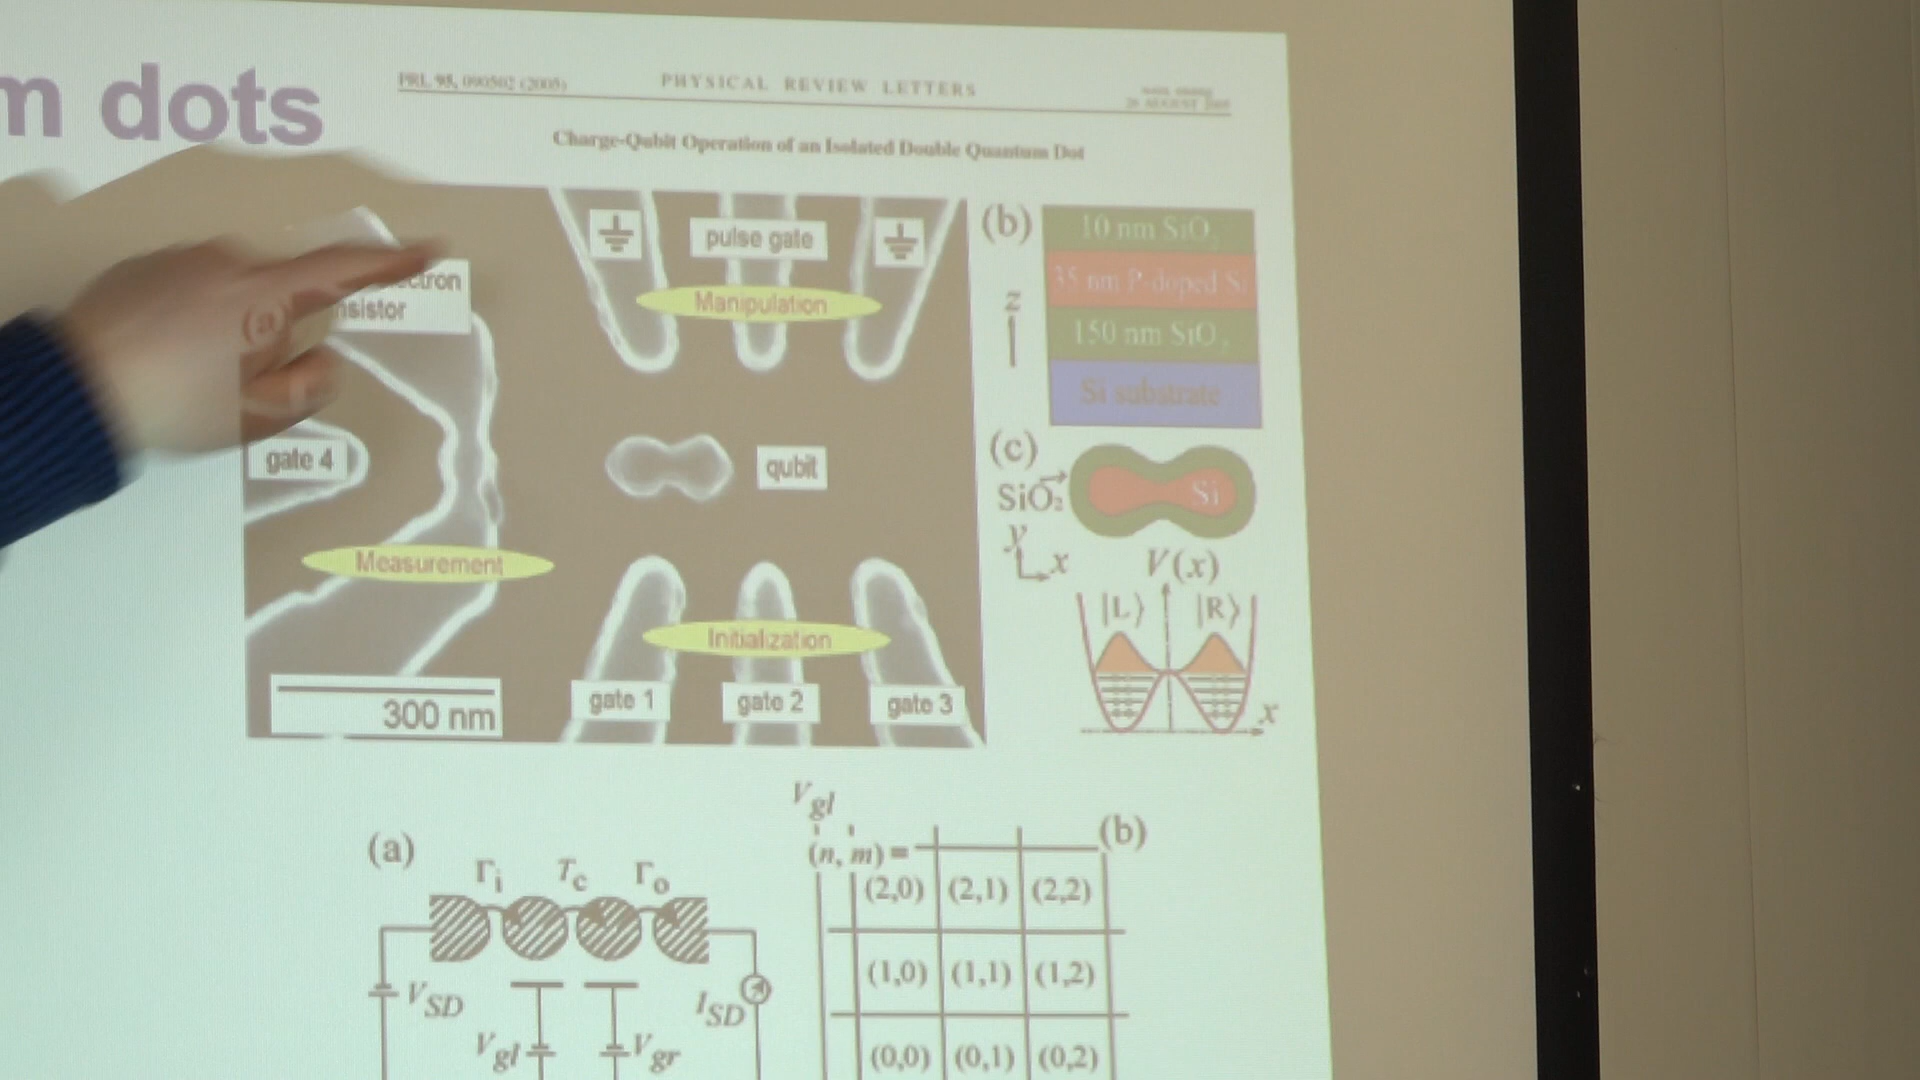 m dots
PRL 95, 090502 (2005)
PHYSICAL REVIEW LETTERS
Charge-Qubit Operation of an Isolated Double Quantum Dot
(a)
ctron
nsistor
pulse gate
Manipulation
gate 4
qubit
Measurement
Initialization
gate 1
gate 2
gate 3
300 nm
(b)
10 nm SiO₂
35 nm P-doped Si
150 nm SiO₂
Si substrate
z
(c)
SiO₂
Si
y
x
V(x)
|L⟩
|R⟩
x
(a)
Γi
Tc
Γo
VSD
ISD
Vgl
Vgr
Vgl
(b)
(n, m) =
(2,0) (2,1) (2,2)
(1,0) (1,1) (1,2)
(0,0) (0,1) (0,2)